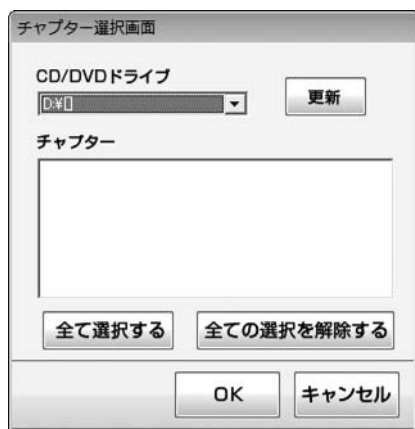 チャプター選択画面
CD/DVDドライブ
D:¥[]
更新
チャプター
全て選択する
全ての選択を解除する
OK
キャンセル